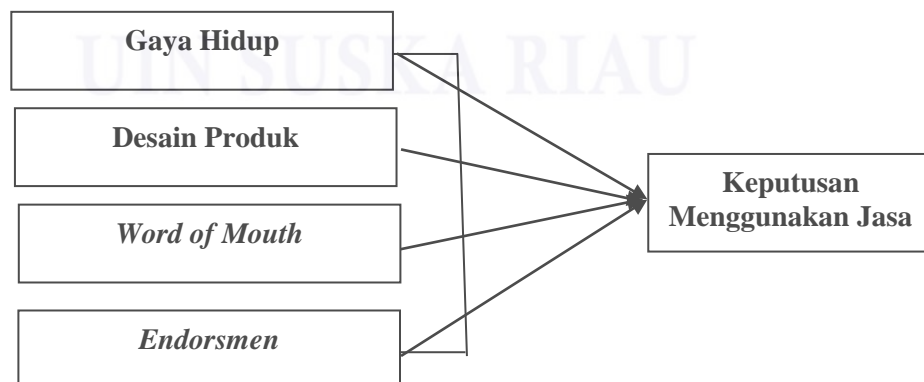 UIN SUSKA RIAU
Gaya Hidup
Desain Produk
Word of Mouth
Endorsmen
Keputusan
Menggunakan Jasa